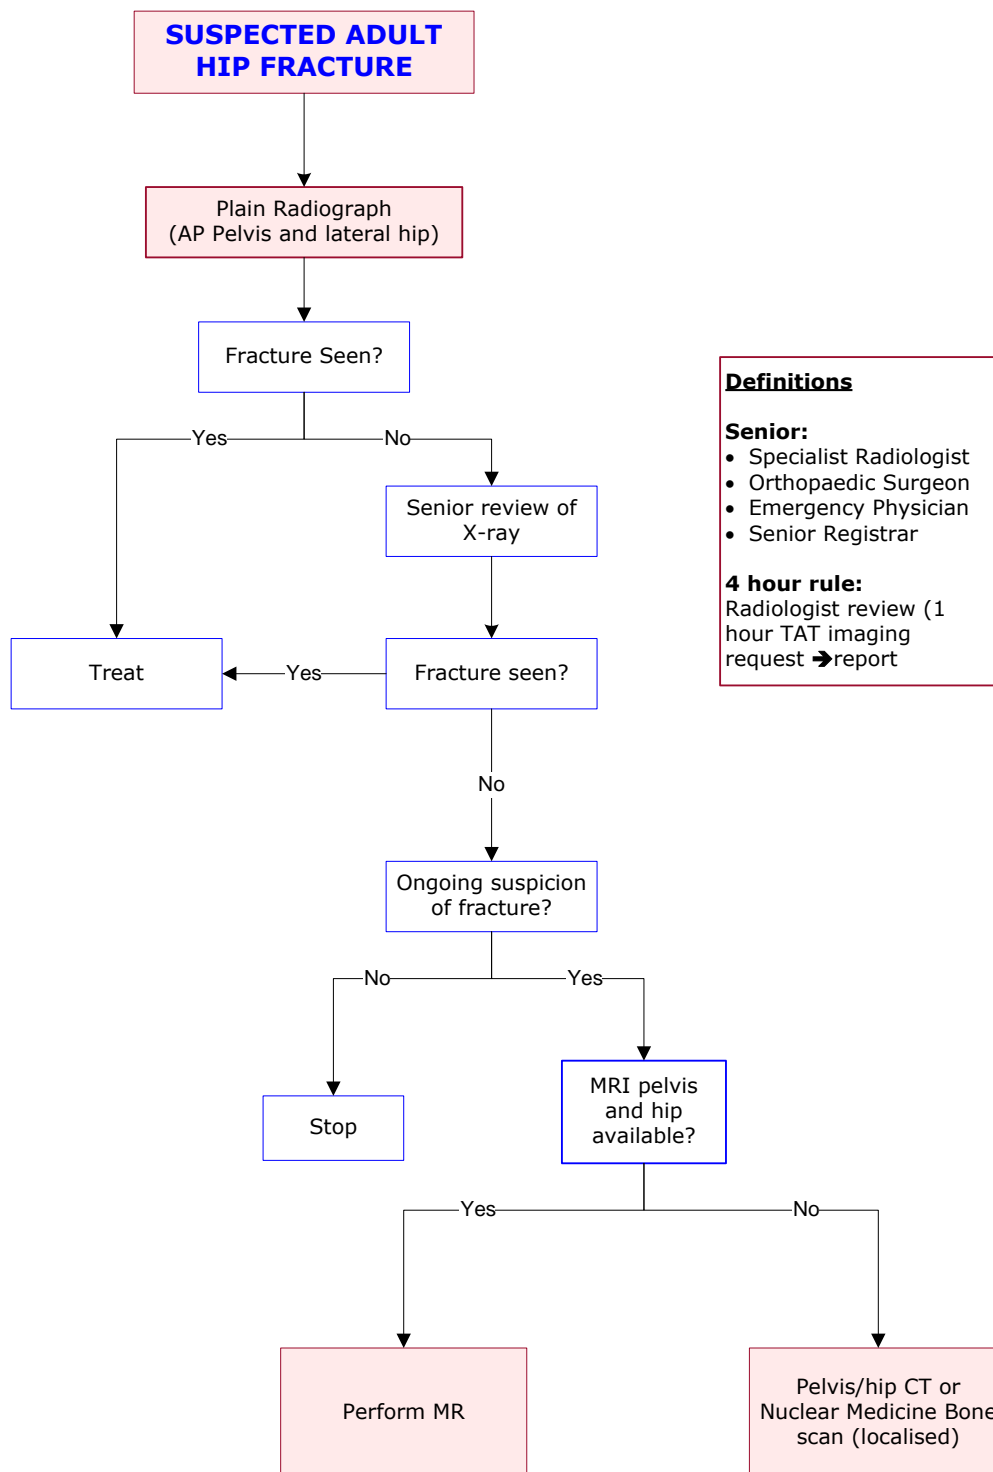 SUSPECTED ADULT
HIP FRACTURE
Plain Radiograph
(AP Pelvis and lateral hip)
Fracture Seen?
Yes
No
Senior review of
X-ray
Treat
Yes
Fracture seen?
No
Ongoing suspicion
of fracture?
No
Yes
Stop
MRI pelvis
and hip
available?
Yes
No
Perform MR
Pelvis/hip CT or
Nuclear Medicine Bone
scan (localised)
Definitions
Senior:
• Specialist Radiologist
• Orthopaedic Surgeon
• Emergency Physician
• Senior Registrar
4 hour rule:
Radiologist review (1
hour TAT imaging
request ➔report